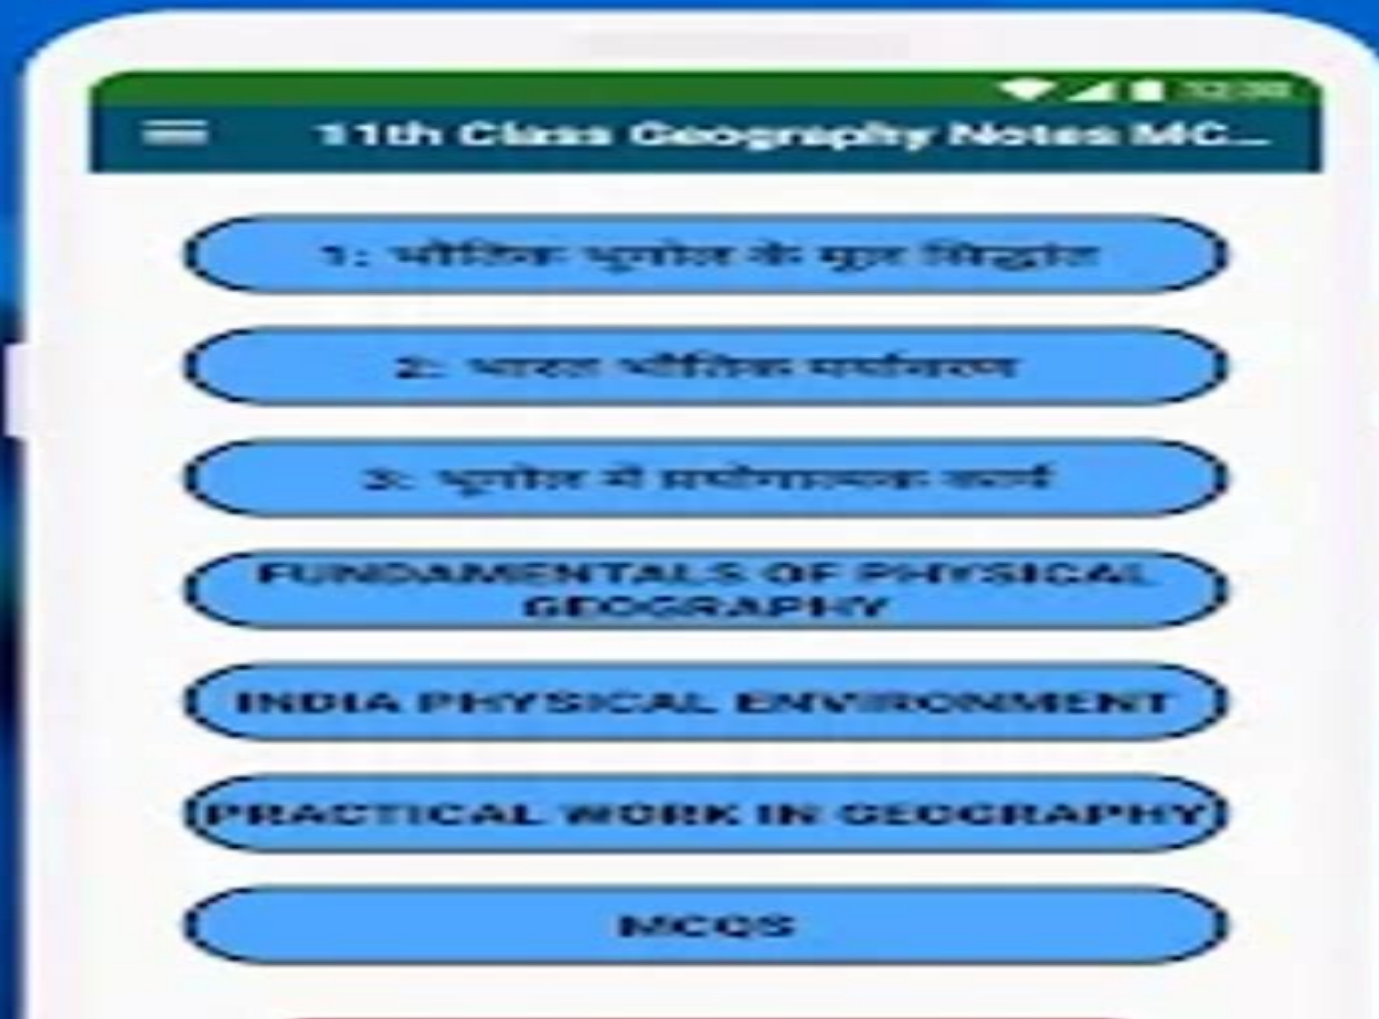 11th Class Geography Notes MC...
1: भौतिक भूगोल के मूल सिद्धांत
2: भारत भौतिक पर्यावरण
3: भूगोल में प्रयोगात्मक कार्य
FUNDAMENTALS OF PHYSICAL
GEOGRAPHY
INDIA PHYSICAL ENVIRONMENT
PRACTICAL WORK IN GEOGRAPHY
MCQS